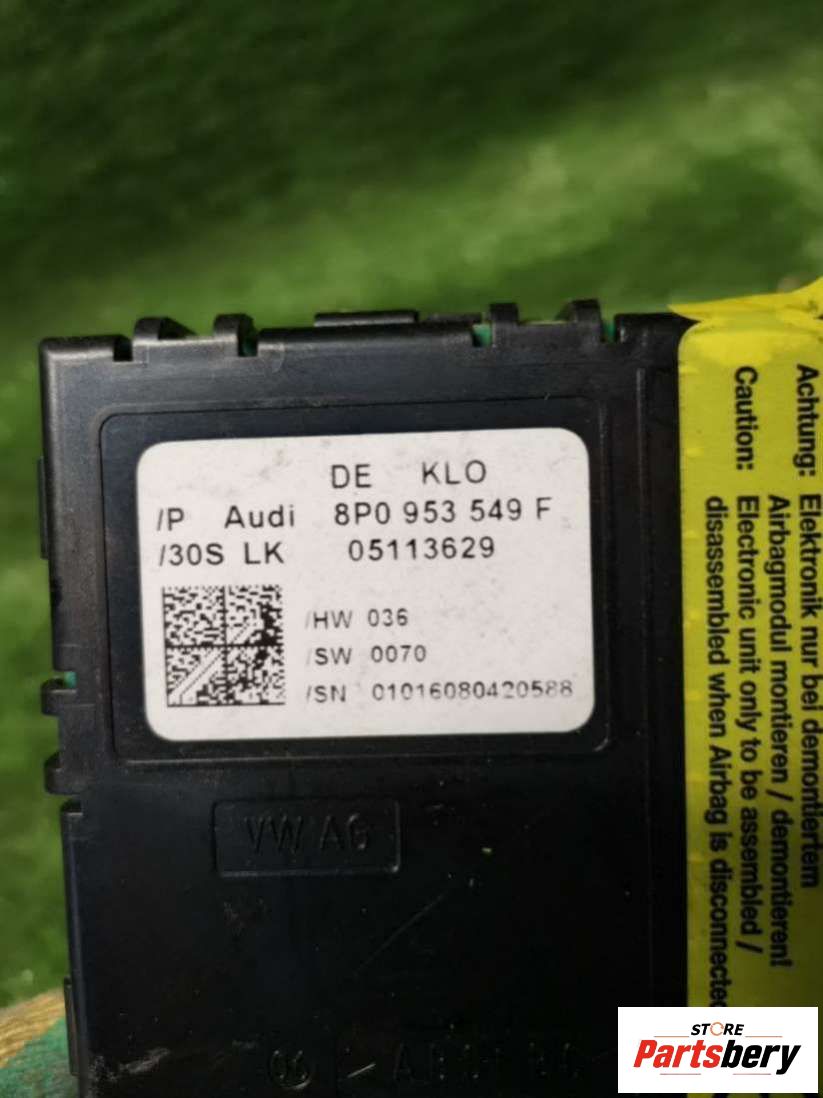 DE KLO
/P Audi 8P0 953 549 F
/30S LK 05113629
/HW 036
/SW 0070
/SN 01016080420588
VW AG
06
Achtung: Elektronik nur bei demontiertem
Airbagmodul montieren / demontieren!
Caution: Electronic unit only to be assembled /
disassembled when Airbag is disconnected
STORE
Partsbery